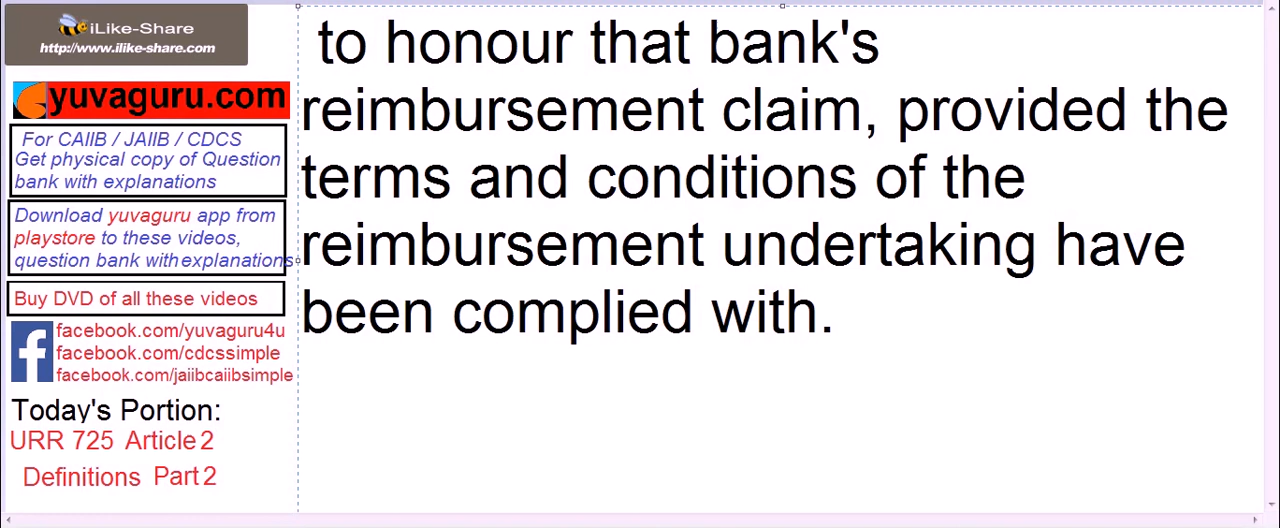 iLike-Share
http://www.ilike-share.com
yuvaguru.com
For CAIIB / JAIIB / CDCS
Get physical copy of Question
bank with explanations
Download yuvaguru app from
playstore to these videos,
question bank with explanations
Buy DVD of all these videos
facebook.com/yuvaguru4u
facebook.com/cdcssimple
facebook.com/jaiibcaiibsimple
Today's Portion:
URR 725 Article 2
Definitions Part 2
to honour that bank's
reimbursement claim, provided the
terms and conditions of the
reimbursement undertaking have
been complied with.